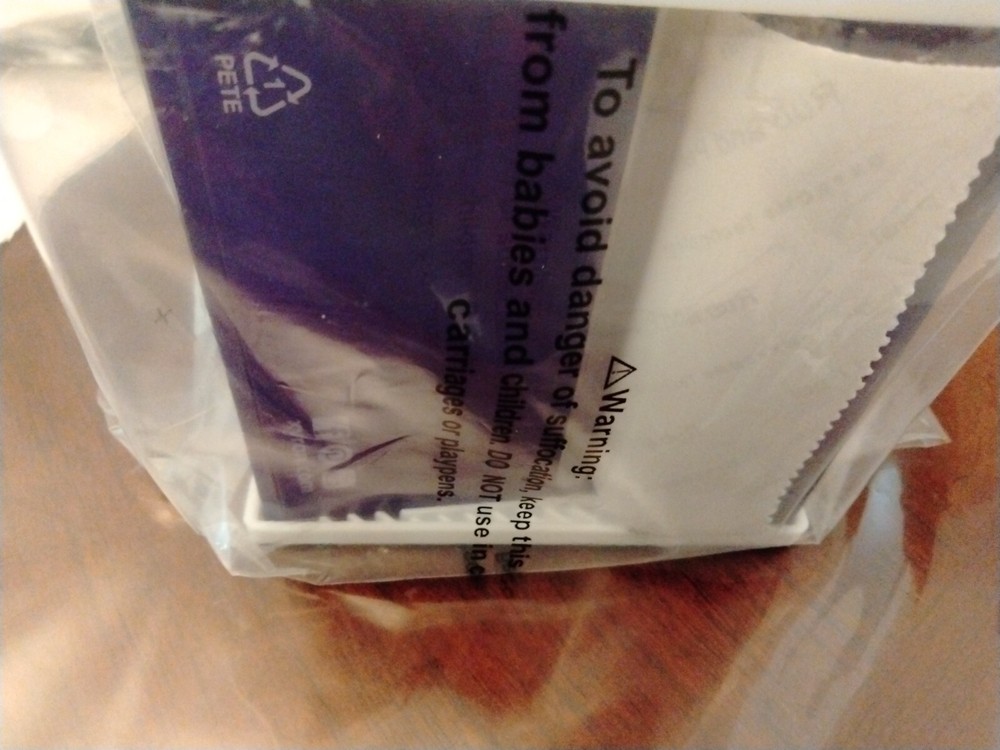 ⚠Warning:
To avoid danger of suffocation, keep this
from babies and children. DO NOT use in c
carriages or playpens.
1
PETE